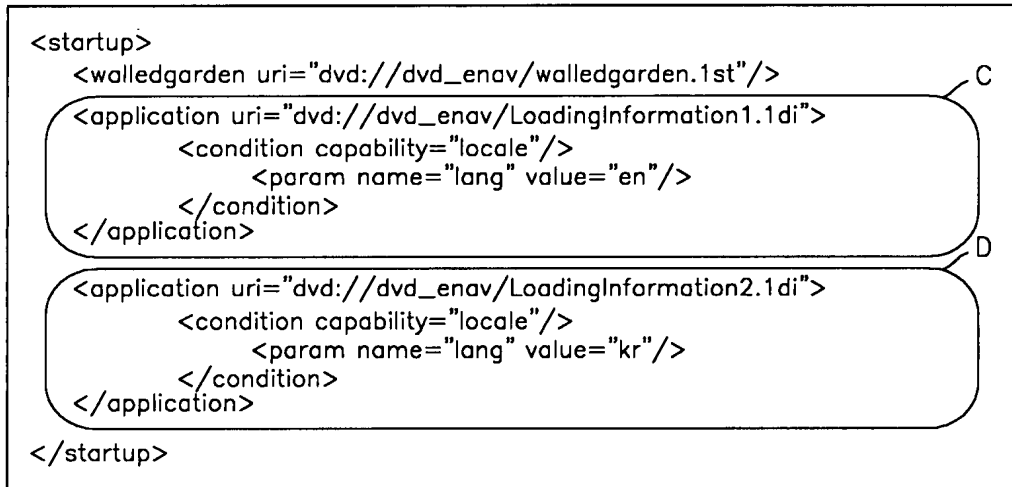 <startup>
<walledgarden uri="dvd://dvd_enav/walledgarden.1st"/>
C
<application uri="dvd://dvd_enav/LoadingInformation1.1di">
<condition capability="locale"/>
<param name="lang" value="en"/>
</condition>
</application>
D
<application uri="dvd://dvd_enav/LoadingInformation2.1di">
<condition capability="locale"/>
<param name="lang" value="kr"/>
</condition>
</application>
</startup>